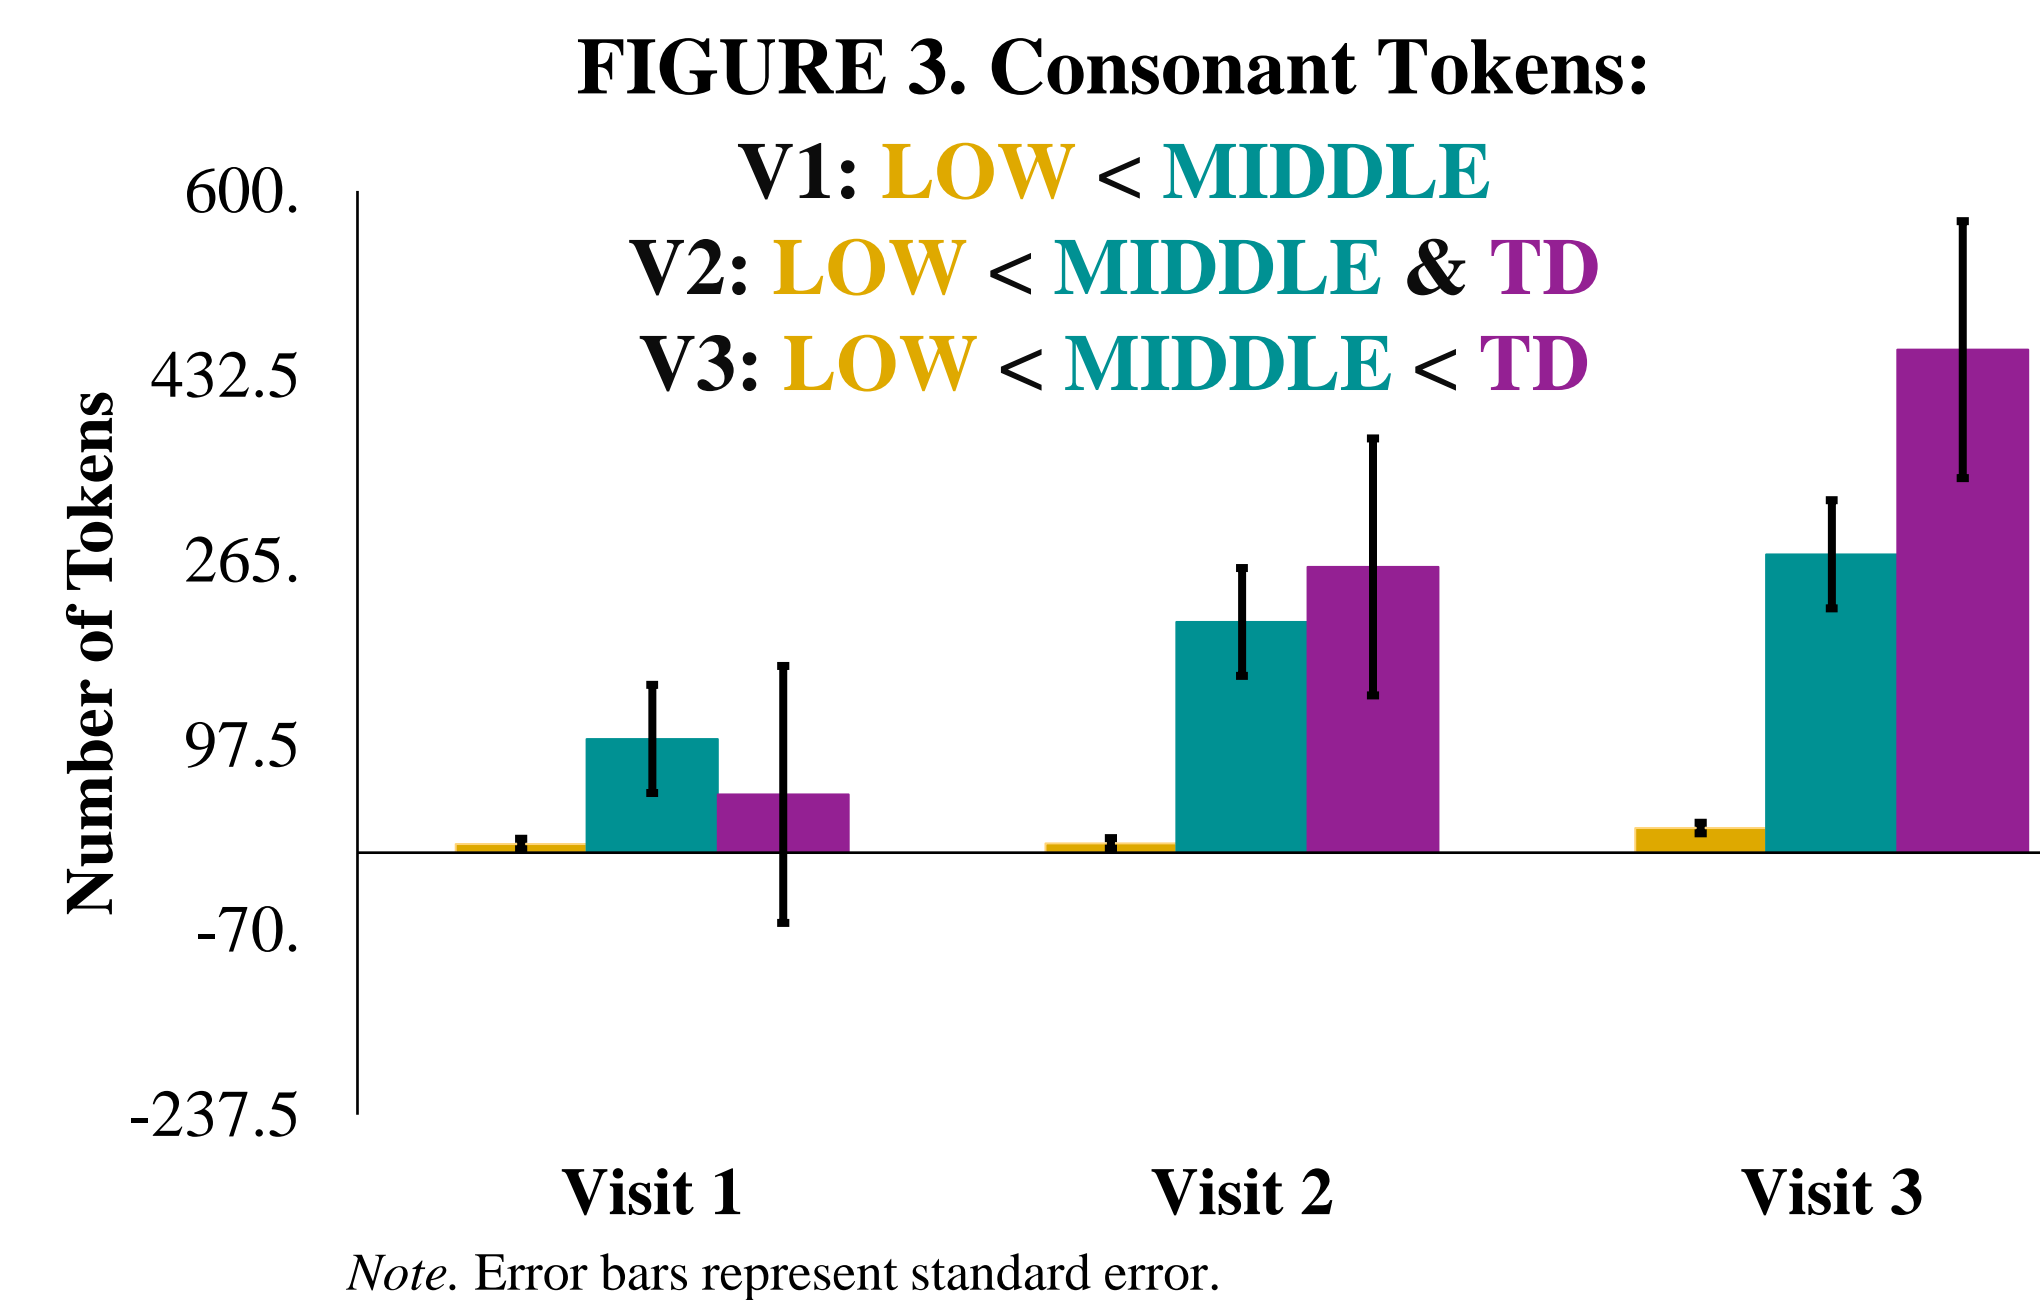 FIGURE 3. Consonant Tokens:
V1: LOW < MIDDLE
V2: LOW < MIDDLE & TD
V3: LOW < MIDDLE < TD
Number of Tokens
600.
432.5
265.
97.5
-70.
-237.5
Visit 1 Visit 2 Visit 3
Note. Error bars represent standard error.